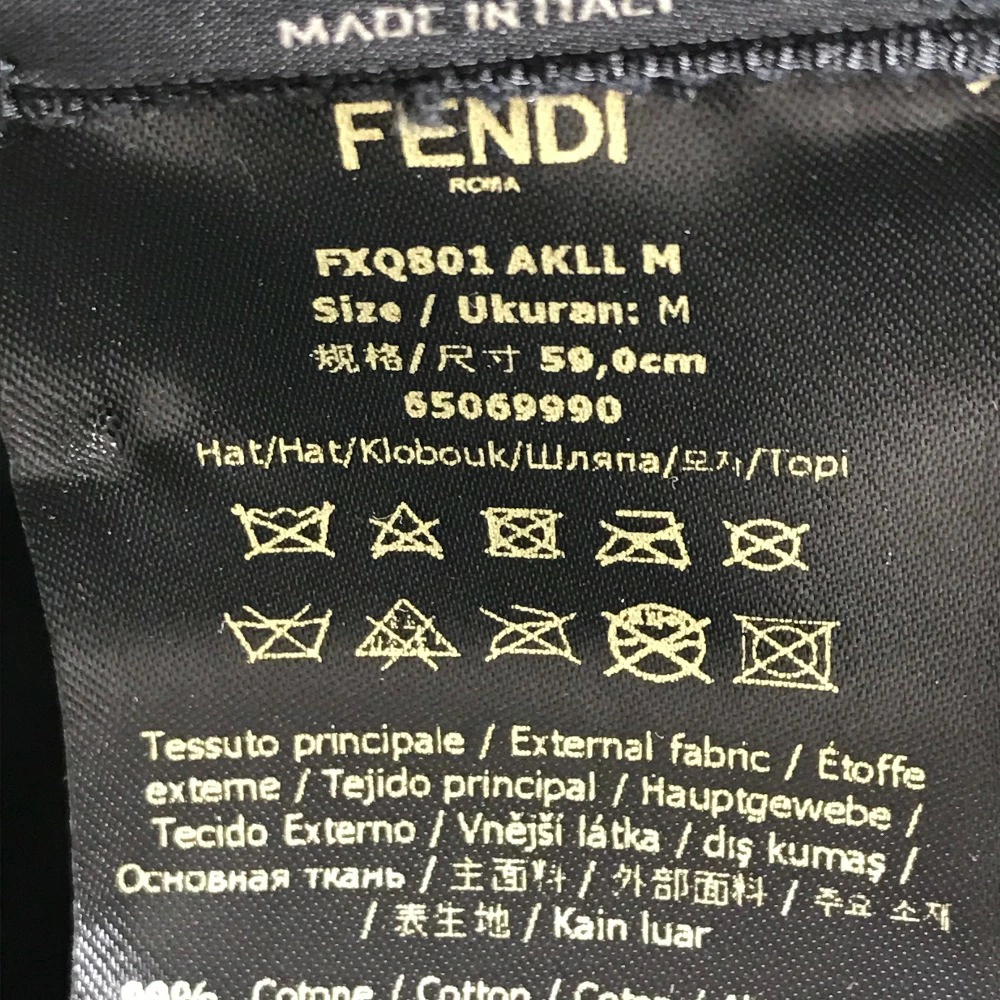 MADE IN ITALY
FENDI
ROMA
FXQ801 AKLL M
Size / Ukuran: M
规格/尺寸 59,0cm
65069990
Hat/Hat/Klobouk/Шляпа/모자/Topi
Tessuto principale / External fabric / Étoffe
externe / Tejido principal / Hauptgewebe /
Tecido Externo / Vnější látka / dış kumaş /
Основная ткань / 主面料 / 外部面料 / 주요 소재
/ 表生地 / Kain luar
Cotone / Cotton /